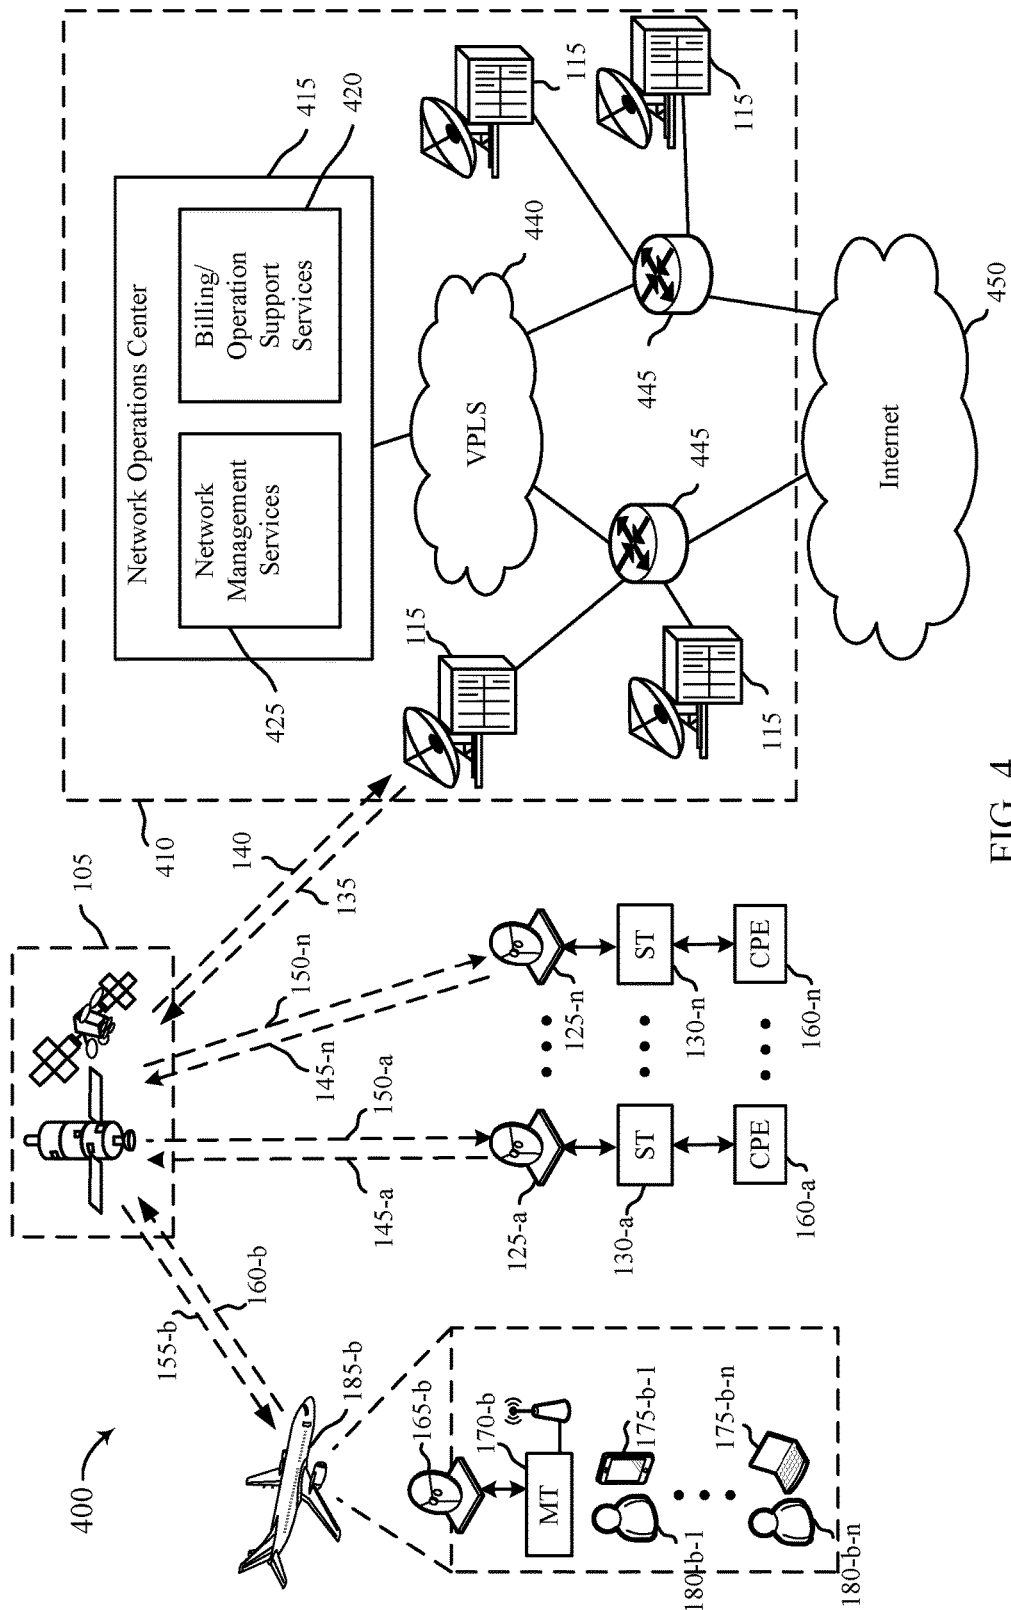 400
105
155-b
160-b
185-b
165-b
170-b
MT
175-b-1
180-b-1
175-b-n
180-b-n
145-a
150-a
145-n
150-n
125-a
125-n
ST
ST
130-a
130-n
CPE
CPE
160-a
160-n
140
135
410
Network Operations Center
415
420
Network
Management
Services
Billing/
Operation
Support
Services
425
115
115
VPLS
440
445
445
115
115
Internet
450
FIG. 4